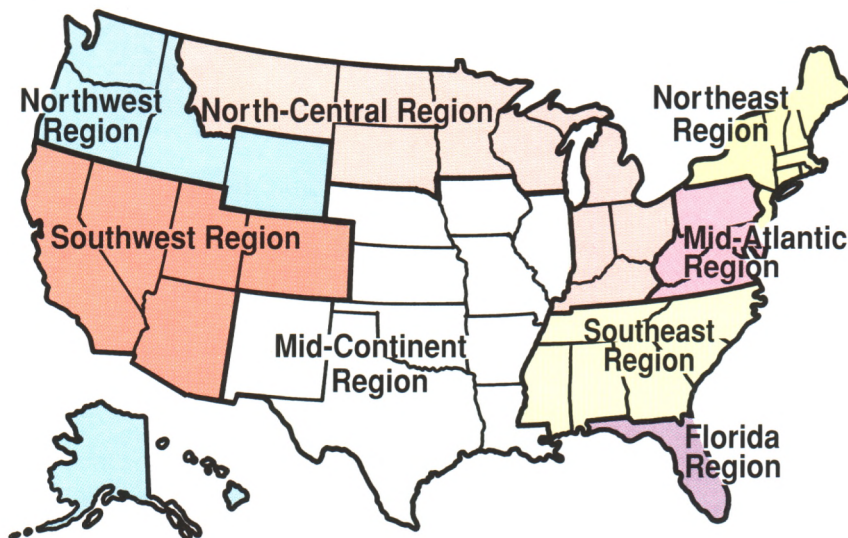 Northwest
Region
North-Central Region
Northeast
Region
Southwest Region
Mid-Atlantic
Region
Mid-Continent
Region
Southeast
Region
Florida
Region